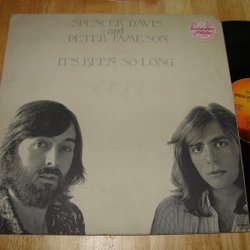 SPENCER DAVIS
and
PETER JAMESON
IT'S BEEN SO LONG